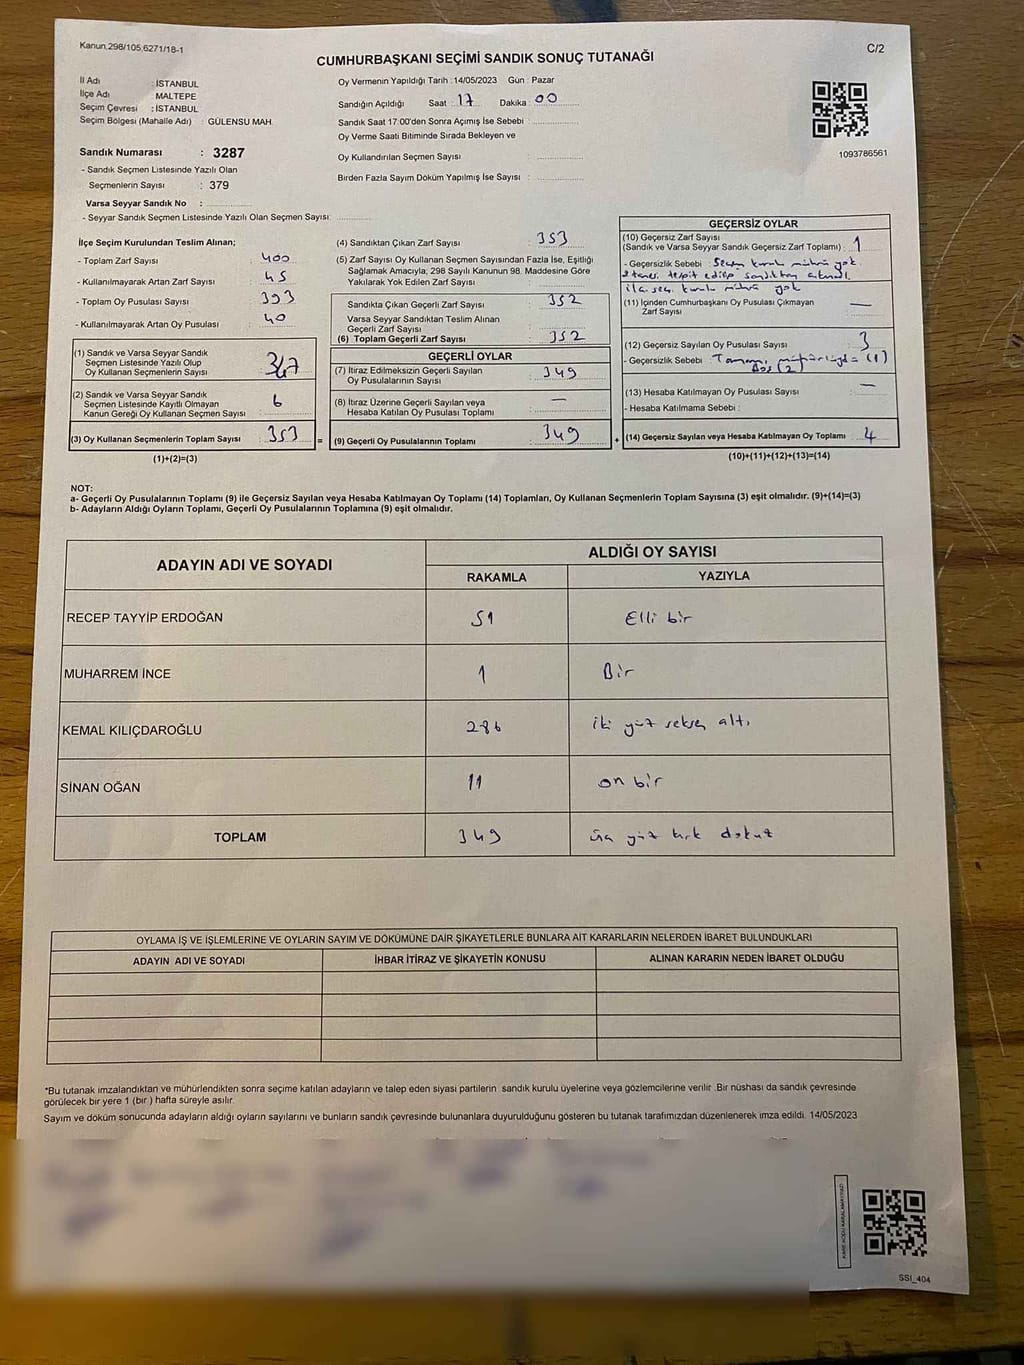 Kanun.298/105,6271/18-1
C/2
CUMHURBAŞKANI SEÇİMİ SANDIK SONUÇ TUTANAĞI
İl Adı : İSTANBUL
İlçe Adı MALTEPE
Seçim Çevresi : İSTANBUL
Seçim Bölgesi (Mahalle Adı) : GÜLENSU MAH.
Sandık Numarası : 3287
- Sandık Seçmen Listesinde Yazılı Olan
Seçmenlerin Sayısı : 379
Varsa Seyyar Sandık No :
- Seyyar Sandık Seçmen Listesinde Yazılı Olan Seçmen Sayısı:
Oy Vermenin Yapıldığı Tarih : 14/05/2023 Gün : Pazar
Sandığın Açıldığı Saat : 17 Dakika : 00
Sandık Saat 17:00'den Sonra Açımış İse Sebebi :
Oy Verme Saati Bitiminde Sırada Bekleyen ve
Oy Kullandırılan Seçmen Sayısı :
Birden Fazla Sayım Döküm Yapılmış İse Sayısı :
1093786561
İlçe Seçim Kurulundan Teslim Alınan;
- Toplam Zarf Sayısı : 400
- Kullanılmayarak Artan Zarf Sayısı : 45
- Toplam Oy Pusulası Sayısı : 393
- Kullanılmayarak Artan Oy Pusulası : 40
(1) Sandık ve Varsa Seyyar Sandık
Seçmen Listesinde Yazılı Olup
Oy Kullanan Seçmenlerin Sayısı : 347
(2) Sandık ve Varsa Seyyar Sandık
Seçmen Listesinde Kayıtlı Olmayan
Kanun Gereği Oy Kullanan Seçmen Sayısı : 6
(3) Oy Kullanan Seçmenlerin Toplam Sayısı : 353 =
(1)+(2)=(3)
(4) Sandıktan Çıkan Zarf Sayısı : 353
(5) Zarf Sayısı Oy Kullanan Seçmen Sayısından Fazla İse, Eşitliği
Sağlamak Amacıyla; 298 Sayılı Kanunun 98. Maddesine Göre
Yakılarak Yok Edilen Zarf Sayısı :
Sandıkta Çıkan Geçerli Zarf Sayısı : 352
Varsa Seyyar Sandıktan Teslim Alınan
Geçerli Zarf Sayısı :
(6) Toplam Geçerli Zarf Sayısı : 352
GEÇERLİ OYLAR
(7) İtiraz Edilmeksizin Geçerli Sayılan
Oy Pusulalarının Sayısı : 349
(8) İtiraz Üzerine Geçerli Sayılan veya
Hesaba Katılan Oy Pusulası Toplamı : —
(9) Geçerli Oy Pusulalarının Toplamı : 349 +
GEÇERSİZ OYLAR
(10) Geçersiz Zarf Sayısı
(Sandık ve Varsa Seyyar Sandık Geçersiz Zarf Toplamı) : 1
- Geçersizlik Sebebi : Seçim kurulu mührü yok.
tespit edilip sandıktan
ilçe seç. kurulu mührü yok
(11) İçinden Cumhurbaşkanı Oy Pusulası Çıkmayan
Zarf Sayısı : —
(12) Geçersiz Sayılan Oy Pusulası Sayısı : 3
- Geçersizlik Sebebi : Tamamı (1)
Boş (2)
(13) Hesaba Katılmayan Oy Pusulası Sayısı : —
- Hesaba Katılmama Sebebi :
(14) Geçersiz Sayılan veya Hesaba Katılmayan Oy Toplamı : 4
(10)+(11)+(12)+(13)=(14)
NOT:
a- Geçerli Oy Pusulalarının Toplamı (9) ile Geçersiz Sayılan veya Hesaba Katılmayan Oy Toplamı (14) Toplamları, Oy Kullanan Seçmenlerin Toplam Sayısına (3) eşit olmalıdır. (9)+(14)=(3)
b- Adayların Aldığı Oyların Toplamı, Geçerli Oy Pusulalarının Toplamına (9) eşit olmalıdır.
ADAYIN ADI VE SOYADI
ALDIĞI OY SAYISI
RAKAMLA YAZIYLA
RECEP TAYYİP ERDOĞAN 51 Elli bir
MUHARREM İNCE 1 Bir
KEMAL KILIÇDAROĞLU 286 iki yüz seksen altı
SİNAN OĞAN 11 on bir
TOPLAM 349 üç yüz kırk dokuz
OYLAMA İŞ VE İŞLEMLERİNE VE OYLARIN SAYIM VE DÖKÜMÜNE DAİR ŞİKAYETLERLE BUNLARA AİT KARARLARIN NELERDEN İBARET BULUNDUKLARI
ADAYIN ADI VE SOYADI İHBAR İTİRAZ VE ŞİKAYETİN KONUSU ALINAN KARARIN NEDEN İBARET OLDUĞU
*Bu tutanak imzalandıktan ve mühürlendikten sonra seçime katılan adayların ve talep eden siyasi partilerin sandık kurulu üyelerine veya gözlemcilerine verilir .Bir nüshası da sandık çevresinde
görülecek bir yere 1 (bir ) hafta süreyle asılır.
Sayım ve döküm sonucunda adayların aldığı oyların sayılarını ve bunların sandık çevresinde bulunanlara duyurulduğunu gösteren bu tutanak tarafımızdan düzenlenerek imza edildi. 14/05/2023
KARE KODU KARALAMAYINIZ!
SSI_404